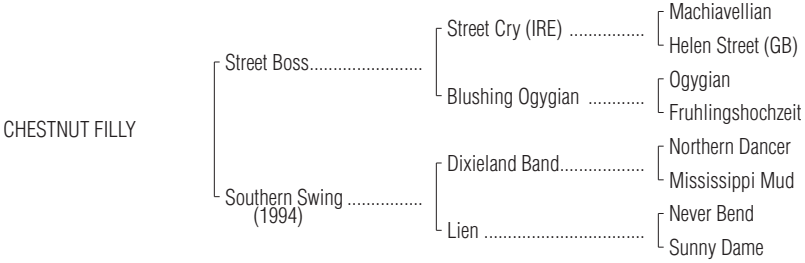 Machiavellian
Street Cry (IRE) ................
Helen Street (GB)
Street Boss........................
Ogygian
Blushing Ogygian ............
Fruhlingshochzeit
CHESTNUT FILLY
Northern Dancer
Dixieland Band..................
Mississippi Mud
Southern Swing ................
(1994)
Never Bend
Lien ..................................
Sunny Dame